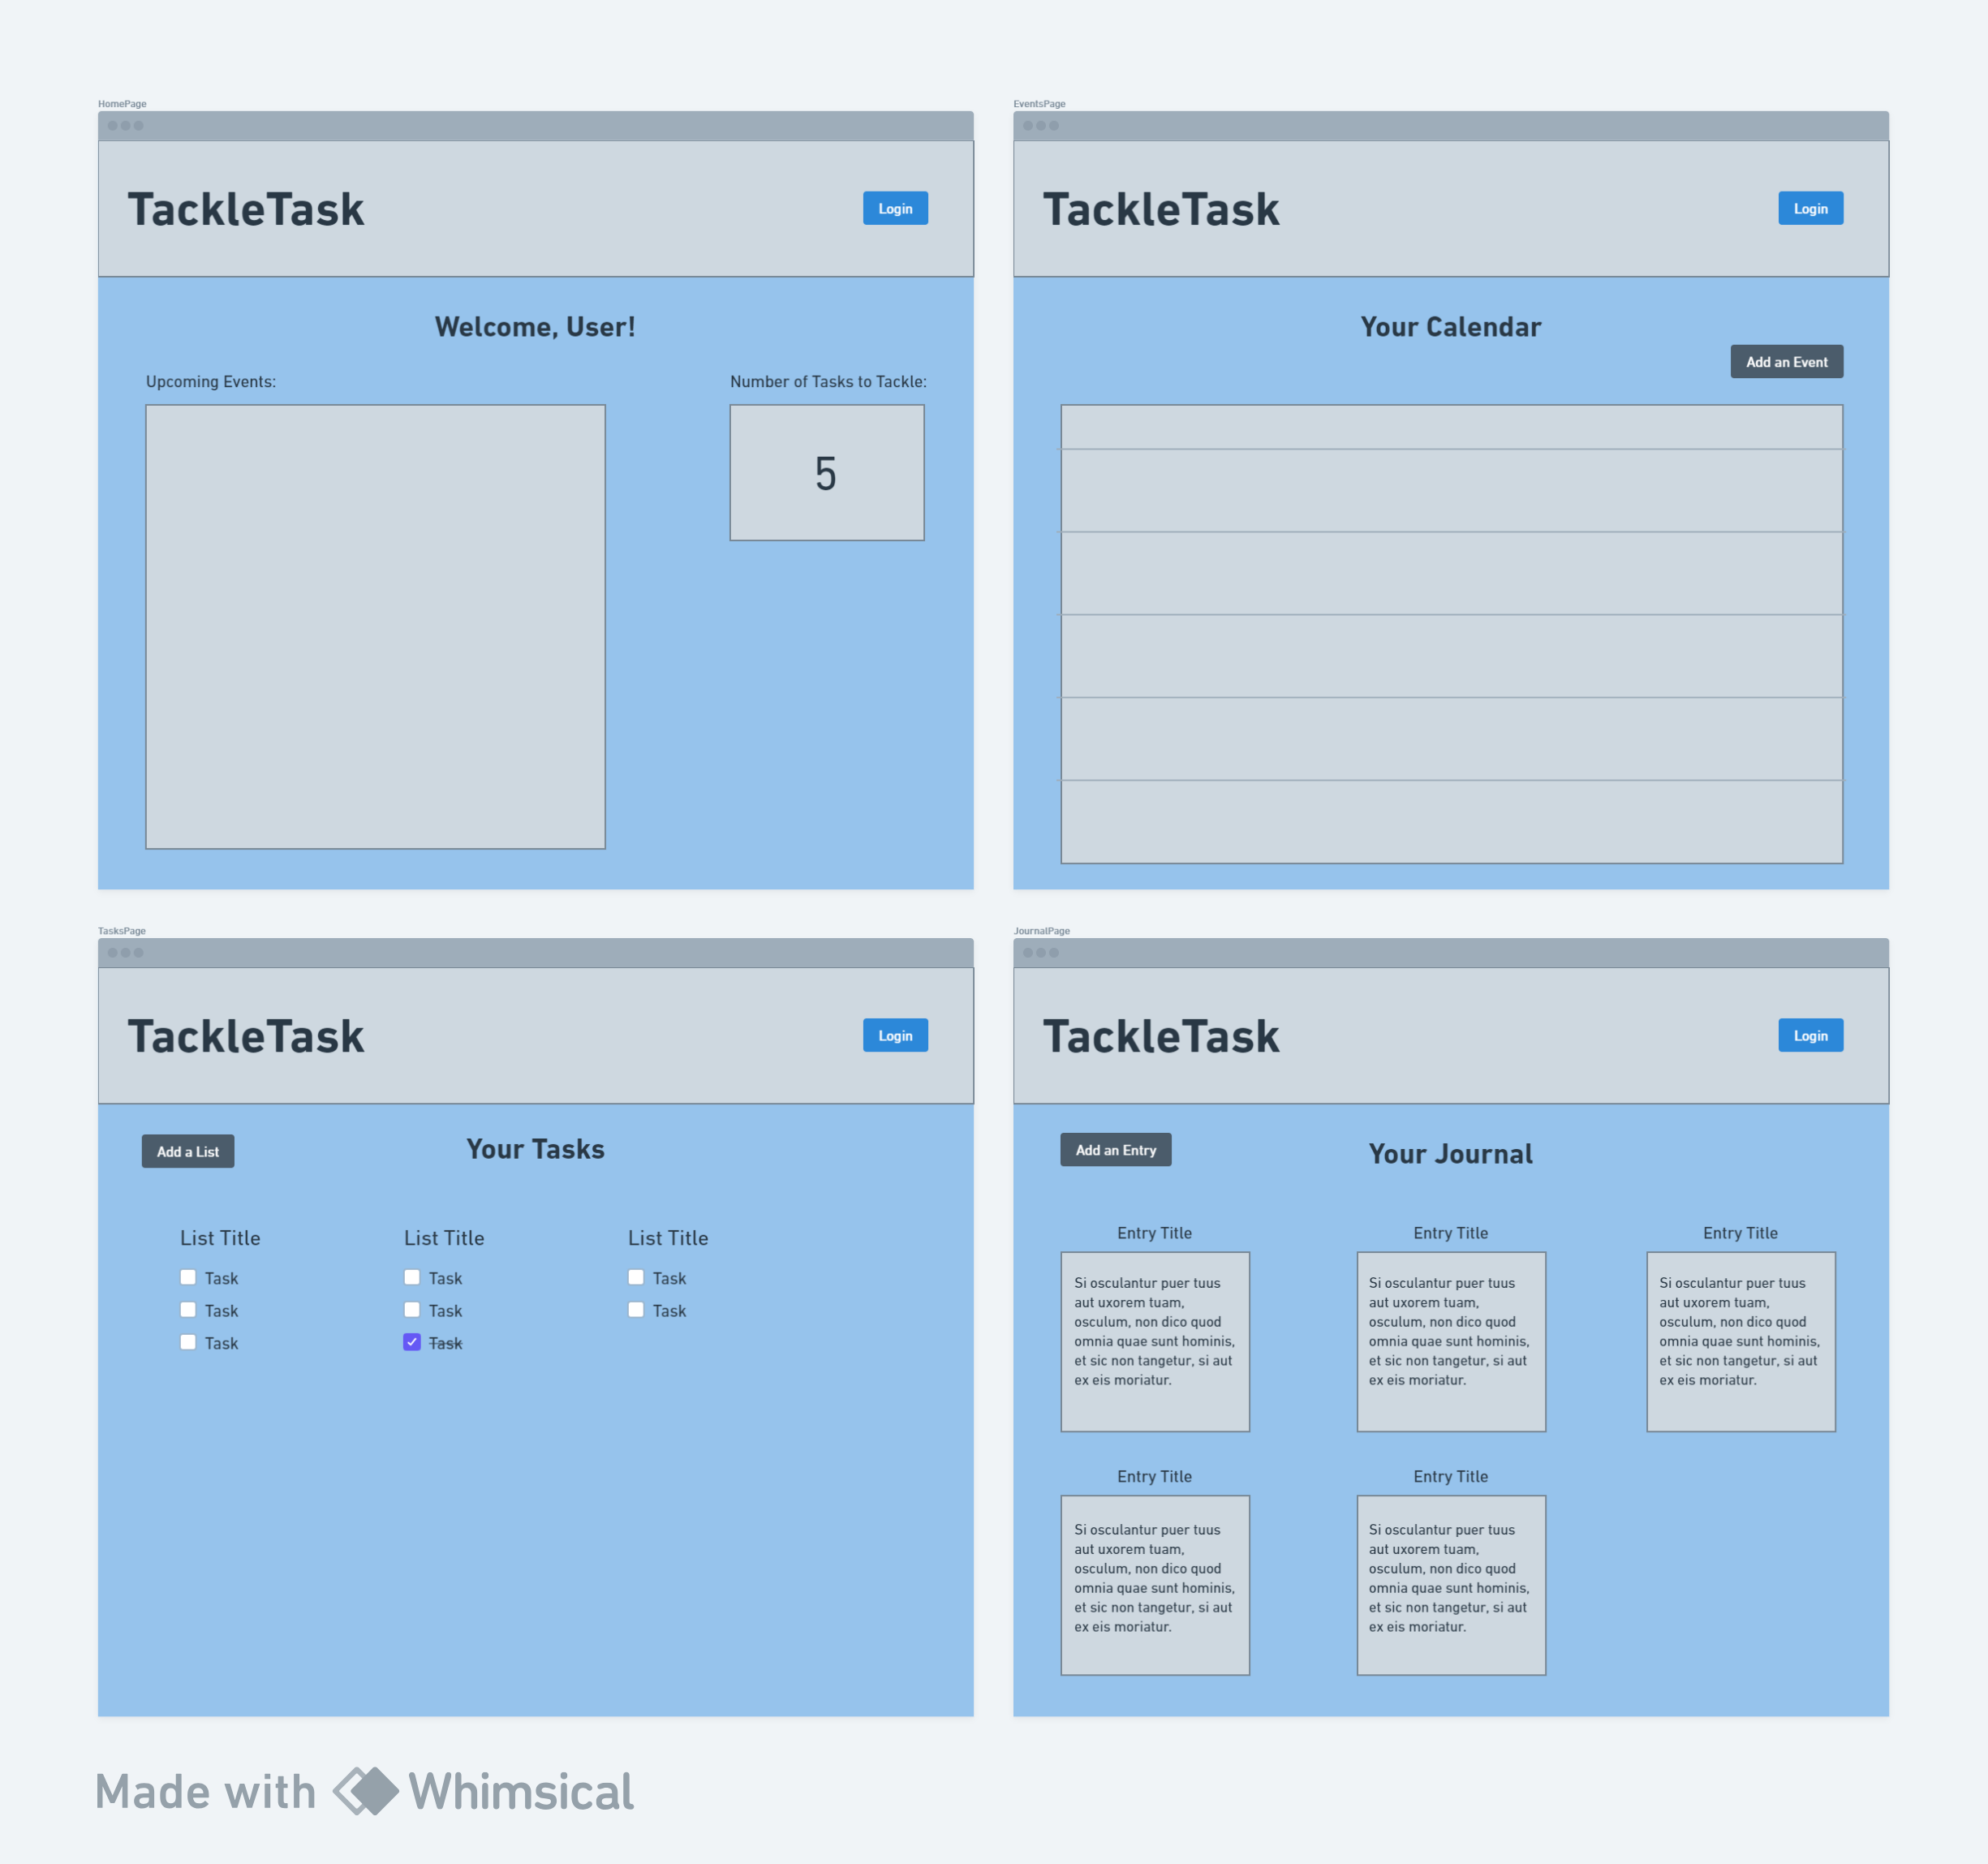 HomePage
TackleTask
Login
Welcome, User!
Upcoming Events:
Number of Tasks to Tackle:
5
EventsPage
TackleTask
Login
Your Calendar
Add an Event
TasksPage
TackleTask
Login
Add a List
Your Tasks
List Title
Task
Task
Task
List Title
Task
Task
Task
List Title
Task
Task
JournalPage
TackleTask
Login
Add an Entry
Your Journal
Entry Title
Si osculantur puer tuus
aut uxorem tuam,
osculum, non dico quod
omnia quae sunt hominis,
et sic non tangetur, si aut
ex eis moriatur.
Entry Title
Si osculantur puer tuus
aut uxorem tuam,
osculum, non dico quod
omnia quae sunt hominis,
et sic non tangetur, si aut
ex eis moriatur.
Entry Title
Si osculantur puer tuus
aut uxorem tuam,
osculum, non dico quod
omnia quae sunt hominis,
et sic non tangetur, si aut
ex eis moriatur.
Entry Title
Si osculantur puer tuus
aut uxorem tuam,
osculum, non dico quod
omnia quae sunt hominis,
et sic non tangetur, si aut
ex eis moriatur.
Entry Title
Si osculantur puer tuus
aut uxorem tuam,
osculum, non dico quod
omnia quae sunt hominis,
et sic non tangetur, si aut
ex eis moriatur.
Made with Whimsical